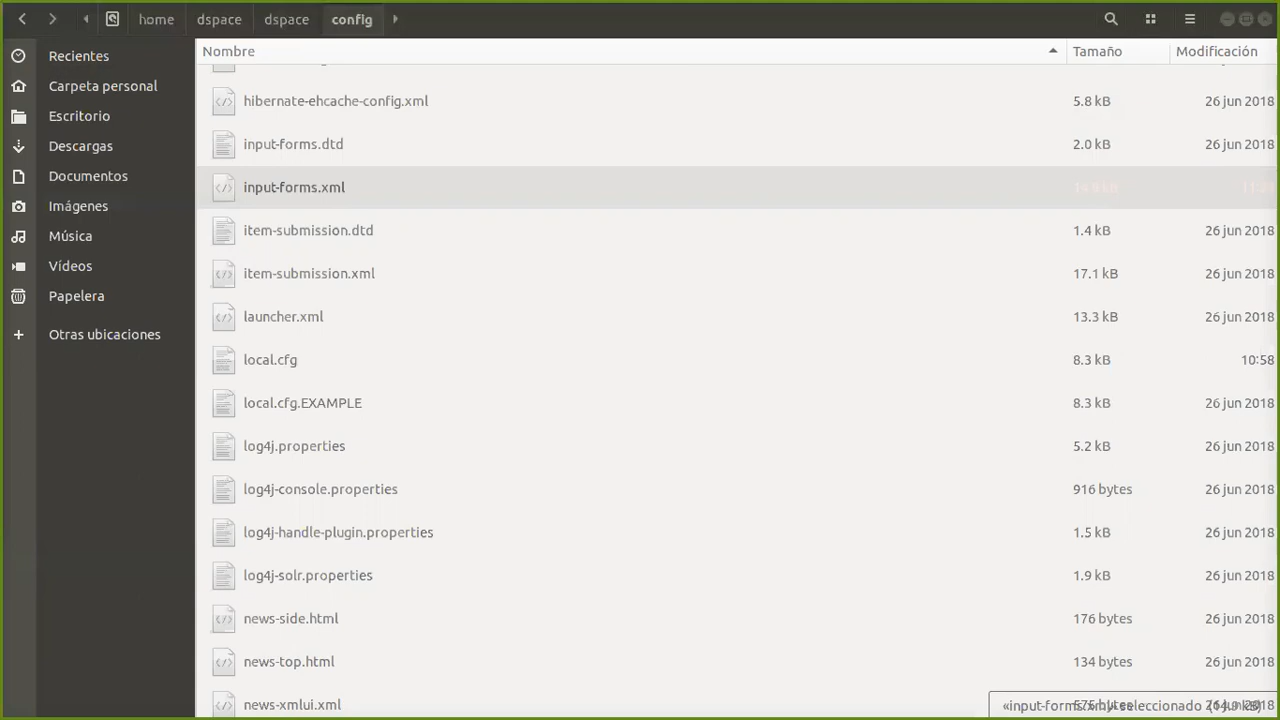 home dspace dspace config
Nombre Tamaño Modificación
Recientes
Carpeta personal
Escritorio
Descargas
Documentos
Imágenes
Música
Vídeos
Papelera
Otras ubicaciones
hibernate-ehcache-config.xml 5.8 kB 26 jun 2018
input-forms.dtd 2.0 kB 26 jun 2018
input-forms.xml
item-submission.dtd 1.4 kB 26 jun 2018
item-submission.xml 17.1 kB 26 jun 2018
launcher.xml 13.3 kB 26 jun 2018
local.cfg 8.3 kB 10:58
local.cfg.EXAMPLE 8.3 kB 26 jun 2018
log4j.properties 5.2 kB 26 jun 2018
log4j-console.properties 916 bytes 26 jun 2018
log4j-handle-plugin.properties 1.5 kB 26 jun 2018
log4j-solr.properties 1.9 kB 26 jun 2018
news-side.html 176 bytes 26 jun 2018
news-top.html 134 bytes 26 jun 2018
news-xmlui.xml
seleccionado